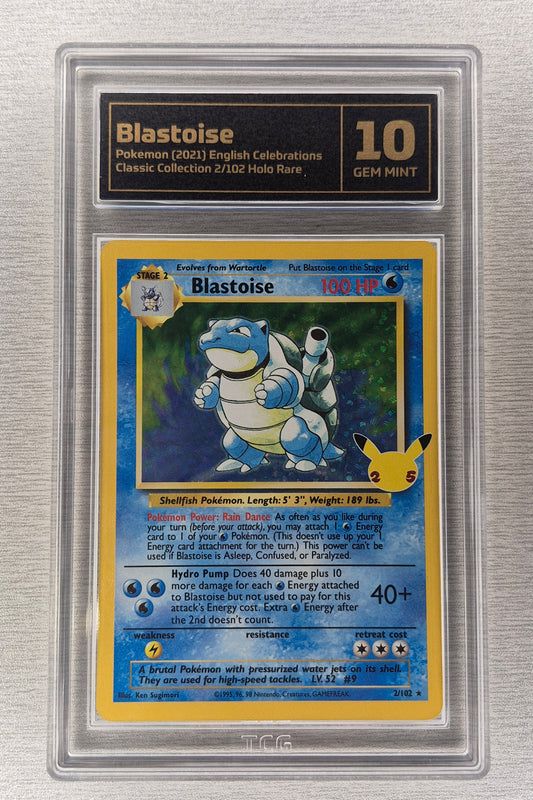 Blastoise
Pokemon (2021) English Celebrations
Classic Collection 2/102 Holo Rare
10
GEM MINT
Evolves from Wartortle
Put Blastoise on the Stage 1 card
STAGE 2
Blastoise
100 HP
25
Shellfish Pokémon. Length: 5' 3", Weight: 189 lbs.
Pokémon Power: Rain Dance As often as you like during
your turn (before your attack), you may attach 1 Energy
card to 1 of your Pokémon. (This doesn't use up your 1
Energy card attachment for the turn.) This power can't be
used if Blastoise is Asleep, Confused, or Paralyzed.
Hydro Pump Does 40 damage plus 10
more damage for each Energy attached
to Blastoise but not used to pay for this
attack's Energy cost. Extra Energy after
the 2nd doesn't count.
40+
weakness
resistance
retreat cost
A brutal Pokémon with pressurized water jets on its shell.
They are used for high-speed tackles. LV. 52 #9
Illus. Ken Sugimori
©1995, 96, 98 Nintendo, Creatures, GAMEFREAK.
2/102 ★
TCG